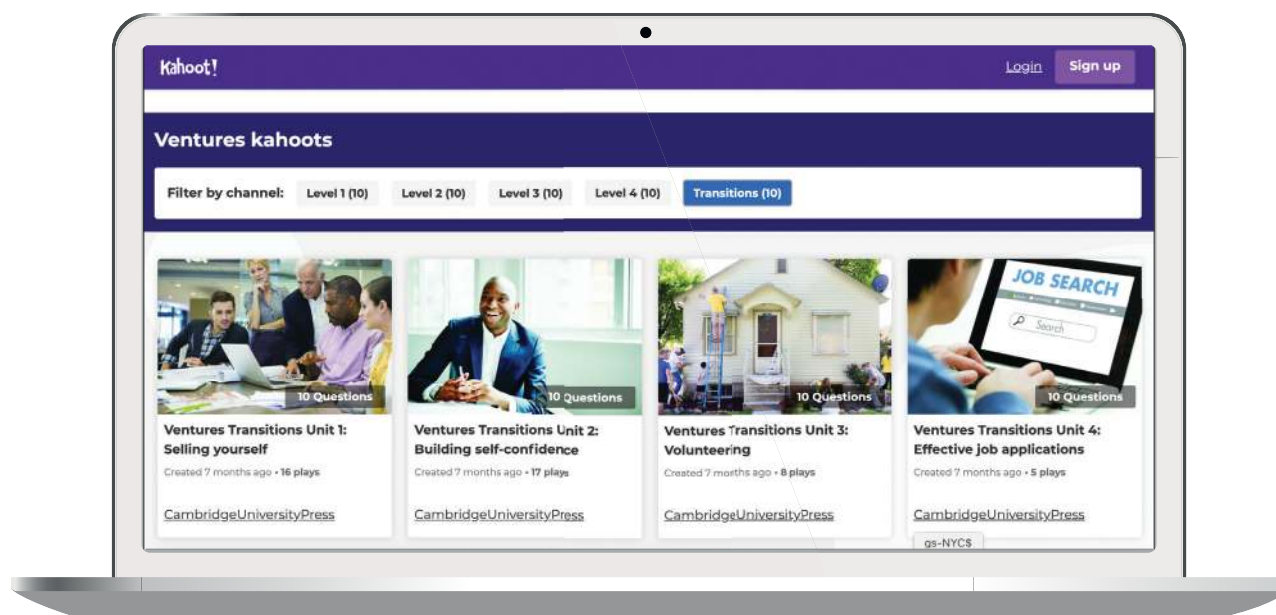 Kahoot!
Login
Sign up
Ventures kahoots
Filter by channel: Level 1 (10) Level 2 (10) Level 3 (10) Level 4 (10) Transitions (10)
JOB SEARCH
Search
10 Questions
10 Questions
10 Questions
10 Questions
Ventures Transitions Unit 1:
Selling yourself
Created 7 months ago • 16 plays
CambridgeUniversityPress
Ventures Transitions Unit 2:
Building self-confidence
Created 7 months ago • 17 plays
CambridgeUniversityPress
Ventures Transitions Unit 3:
Volunteering
Created 7 months ago • 8 plays
CambridgeUniversityPress
Ventures Transitions Unit 4:
Effective job applications
Created 7 months ago • 5 plays
CambridgeUniversityPress
gs-NYC$